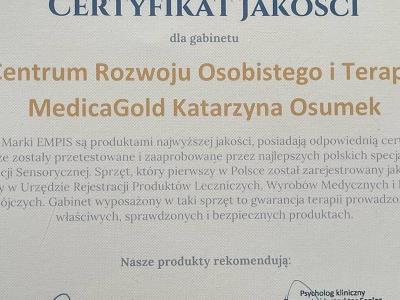 CERTYFIKAT JAKOŚCI
dla gabinetu
Centrum Rozwoju Osobistego i Terap
MedicaGold Katarzyna Osumek
Marki EMPIS są produktami najwyższej jakości, posiadają odpowiednią cert
ze zostały przetestowane i zaaprobowane przez najlepszych polskich specja
cji Sensorycznej. Sprzęt, który pierwszy w Polsce został zarejestrowany jak
y w Urzędzie Rejestracji Produktów Leczniczych, Wyrobów Medycznych i
ójczych. Gabinet wyposażony w taki sprzęt to gwarancja terapii prowadzo
właściwych, sprawdzonych i bezpiecznych produktach.
Nasze produkty rekomendują:
Psycholog kliniczny